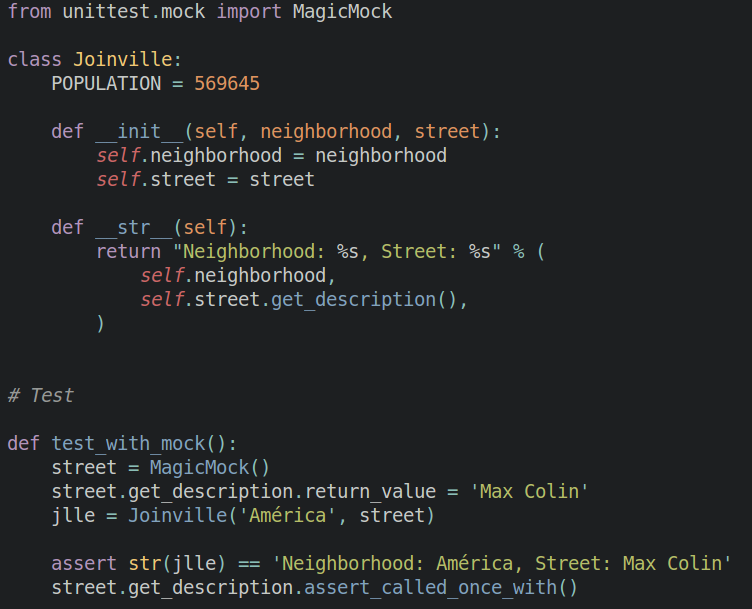 from unittest.mock import MagicMock
class Joinville:
    POPULATION = 569645
    def __init__(self, neighborhood, street):
        self.neighborhood = neighborhood
        self.street = street
    def __str__(self):
        return "Neighborhood: %s, Street: %s" % (
            self.neighborhood,
            self.street.get_description(),
        )
# Test
def test_with_mock():
    street = MagicMock()
    street.get_description.return_value = 'Max Colin'
    jlle = Joinville('América', street)
    assert str(jlle) == 'Neighborhood: América, Street: Max Colin'
    street.get_description.assert_called_once_with()